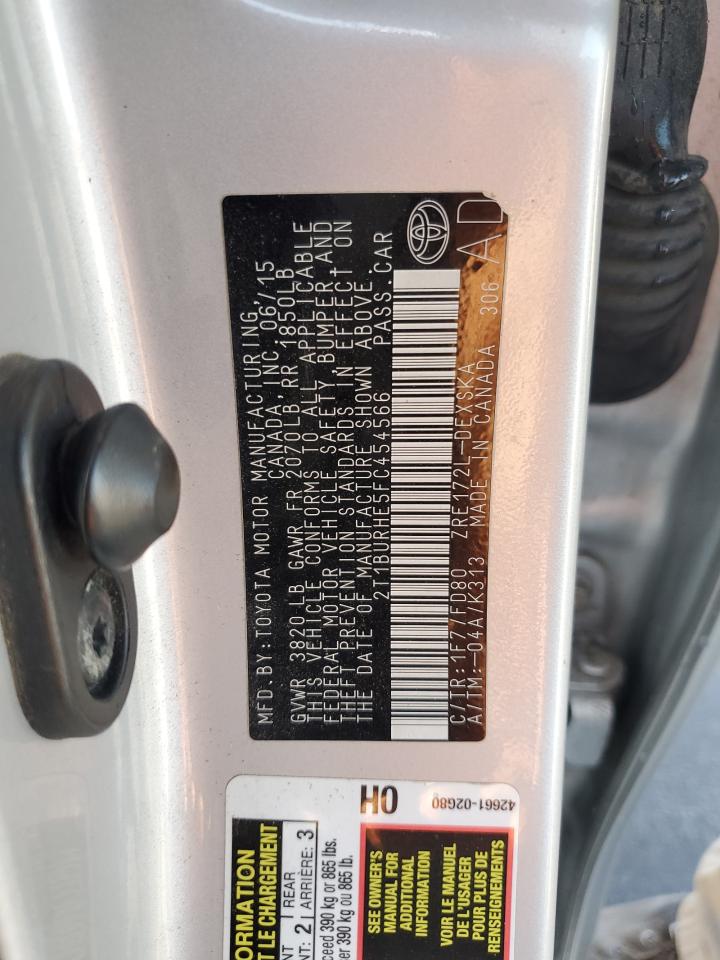 MFD.BY:TOYOTA MOTOR MANUFACTURING,
CANADA, INC. 06/15
GVWR 3820 LB GAWR FR 2070LB RR 1850LB
THIS VEHICLE CONFORMS TO ALL APPLICABLE
FEDERAL MOTOR VEHICLE SAFETY, BUMPER, AND
THEFT PREVENTION STANDARDS IN EFFECT ON
THE DATE OF MANUFACTURE SHOWN ABOVE.
2T1BURHE5FC454566 PASS.CAR
C/TR:1F7/FD80 ZRE172L-DEXSKA
A/TM:-04A/K313 MADE IN CANADA 306 AD
ORMATION
T LE CHARGEMENT
ENT | REAR
NT: 2 | ARRIÈRE: 3
ceed 390 kg or 865 lbs.
er 390 kg ou 865 lb.
OH
42661-02G80
SEE OWNER'S
MANUAL FOR
ADDITIONAL
INFORMATION
VOIR LE MANUEL
DE L'USAGER
POUR PLUS DE
RENSEIGNEMENTS